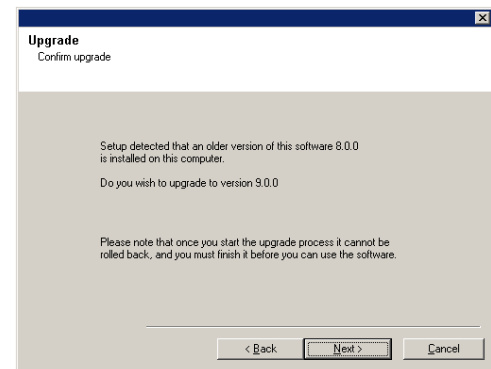 Upgrade
Confirm upgrade
Setup detected that an older version of this software 8.0.0
is installed on this computer.
Do you wish to upgrade to version 9.0.0
Please note that once you start the upgrade process it cannot be
rolled back, and you must finish it before you can use the software.
< Back
Next >
Cancel